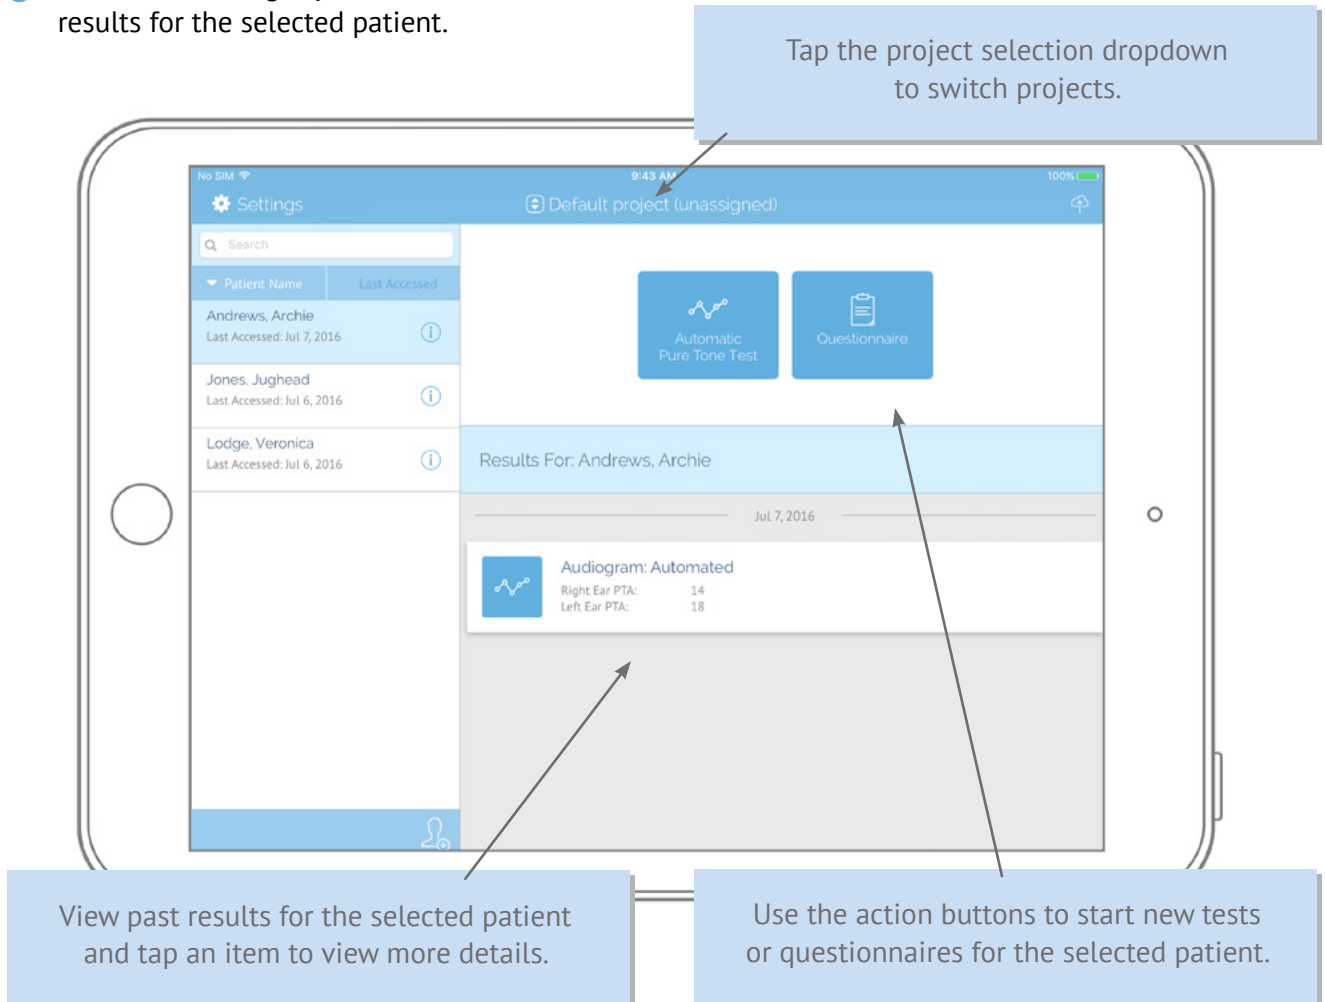 results for the selected patient.
Tap the project selection dropdown
to switch projects.
No SIM
9:43 AM
100%
Settings
Default project (unassigned)
Search
Patient Name
Last Accessed
Andrews, Archie
Last Accessed: Jul 7, 2016
Jones, Jughead
Last Accessed: Jul 6, 2016
Lodge, Veronica
Last Accessed: Jul 6, 2016
Automatic
Pure Tone Test
Questionnaire
Results For: Andrews, Archie
Jul 7, 2016
Audiogram: Automated
Right Ear PTA: 14
Left Ear PTA: 18
View past results for the selected patient
and tap an item to view more details.
Use the action buttons to start new tests
or questionnaires for the selected patient.